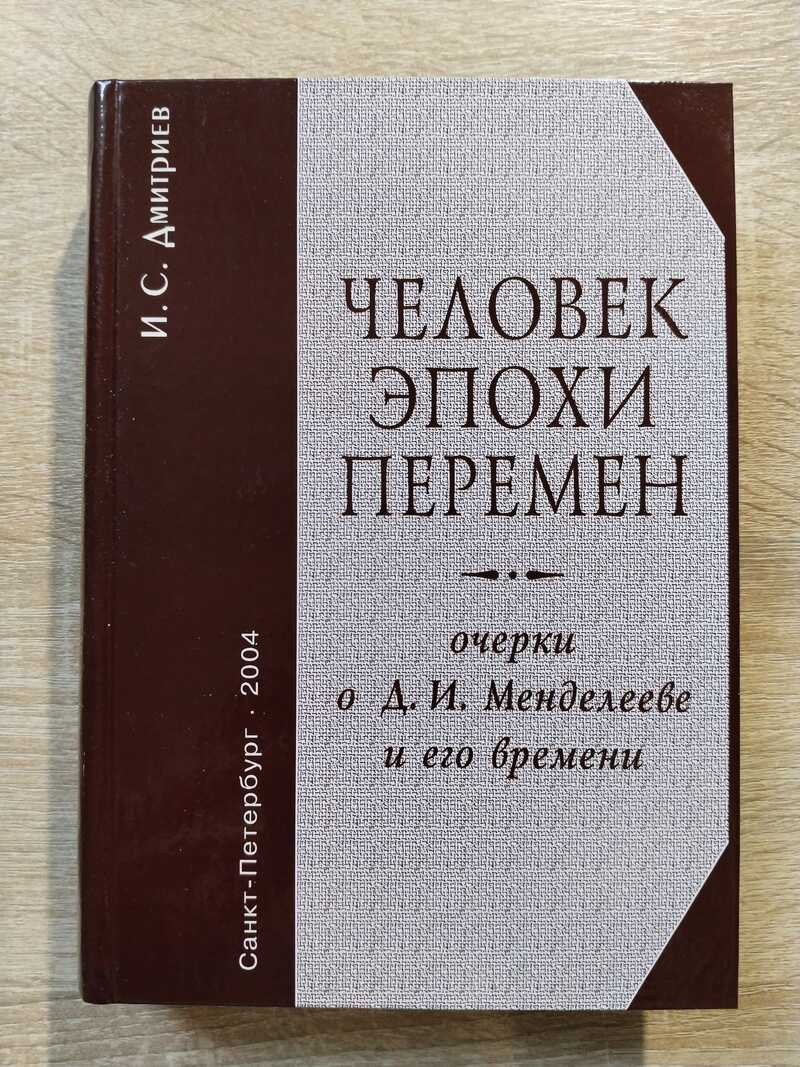 И. С. Дмитриев
ЧЕЛОВЕК
ЭПОХИ
ПЕРЕМЕН
очерки
о Д. И. Менделееве
и его времени
Санкт-Петербург . 2004